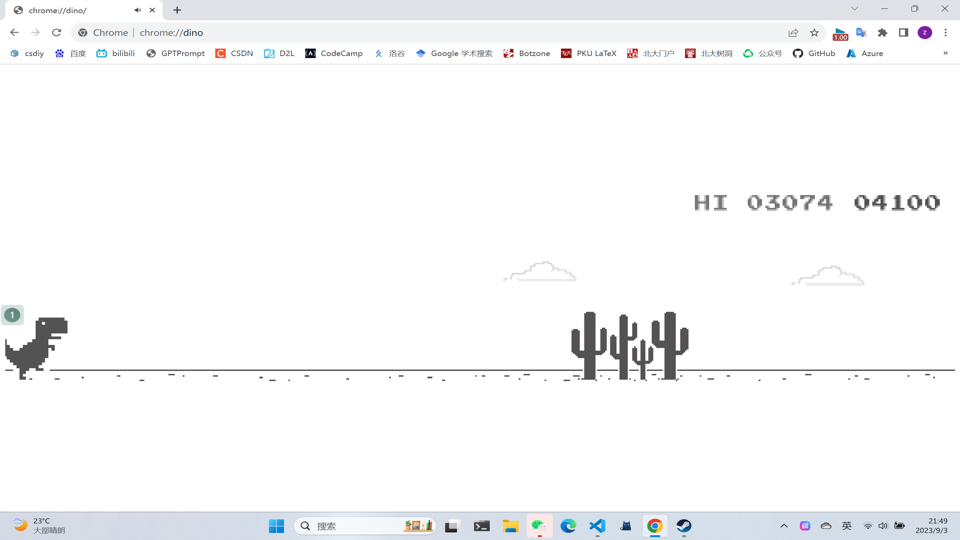 chrome://dino/
Chrome | chrome://dino
1.00
z
csdiy 百度 bilibili GPTPrompt CSDN D2L CodeCamp 洛谷 Google 学术搜索 Botzone PKU LaTeX 北大门户 北大树洞 公众号 GitHub Azure »
HI 03074 04100
1
23°C
大部晴朗
搜索
英
21:49
2023/9/3